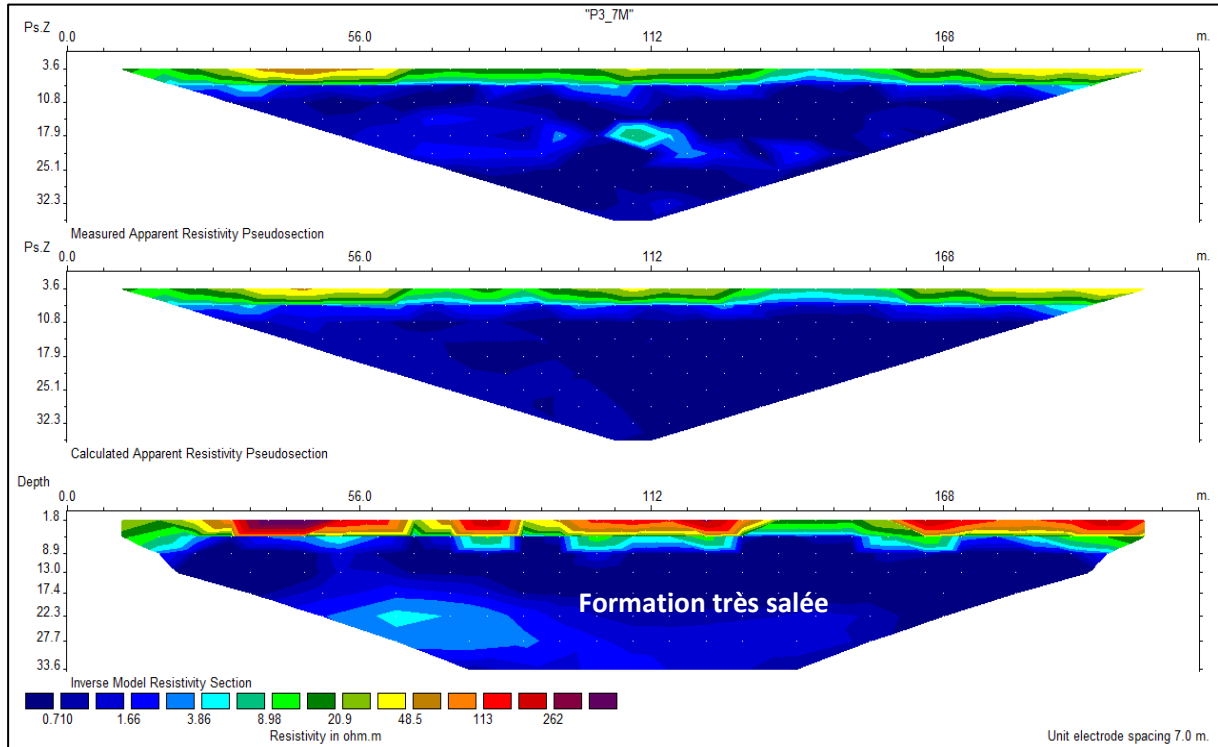 "P3_7M"
Ps.Z 0.0 56.0 112 168 m.
3.6
10.8
17.9
25.1
32.3
Measured Apparent Resistivity Pseudosection
Ps.Z 0.0 56.0 112 168 m.
3.6
10.8
17.9
25.1
32.3
Calculated Apparent Resistivity Pseudosection
Depth 0.0 56.0 112 168 m.
1.8
8.9
13.0
17.4
Formation très salée
22.3
27.7
33.6
Inverse Model Resistivity Section
0.710 1.66 3.86 8.98 20.9 48.5 113 262
Resistivity in ohm.m Unit electrode spacing 7.0 m.